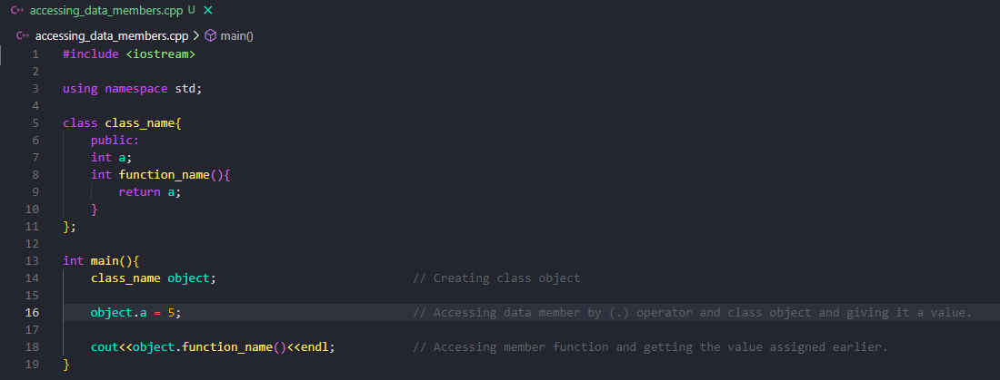 C++ accessing_data_members.cpp U ×
C++ accessing_data_members.cpp > main()
1 #include <iostream>
2
3 using namespace std;
4
5 class class_name{
6 public:
7 int a;
8 int function_name(){
9 return a;
10 }
11 };
12
13 int main(){
14 class_name object; // Creating class object
15
16 object.a = 5; // Accessing data member by (.) operator and class object and giving it a value.
17
18 cout<<object.function_name()<<endl; // Accessing member function and getting the value assigned earlier.
19 }